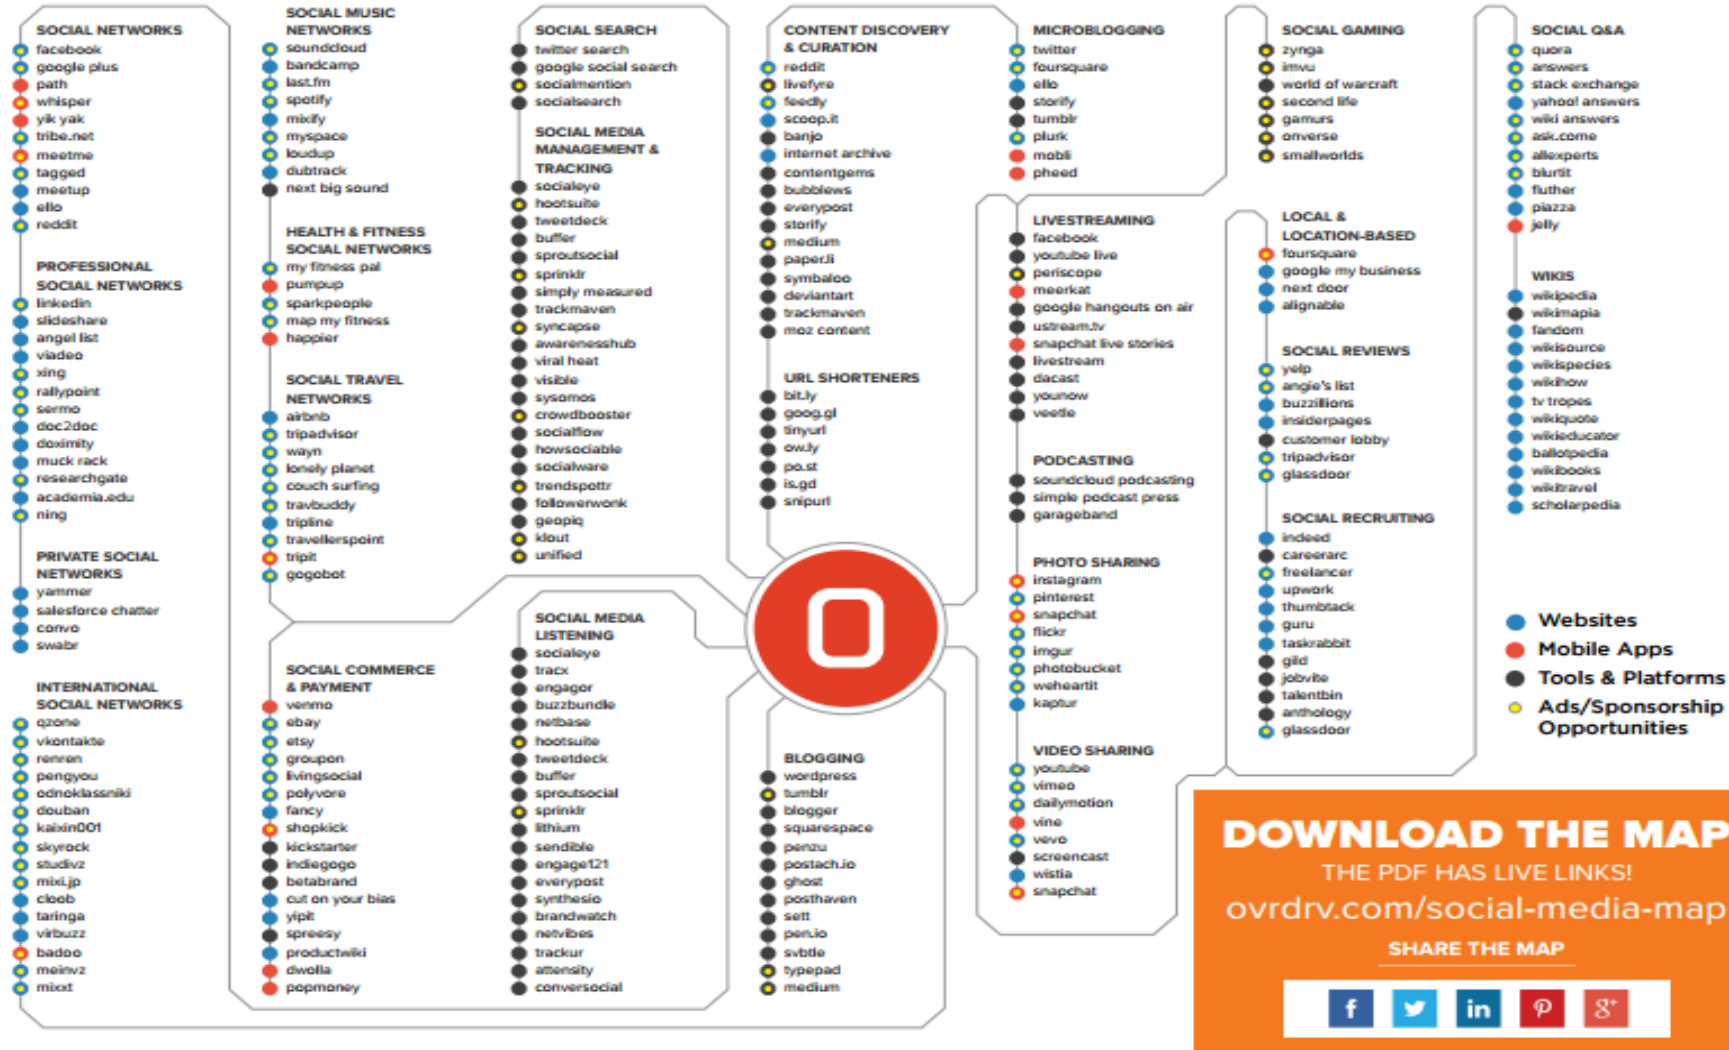 SOCIAL NETWORKS
facebook
google plus
path
whisper
yik yak
tribe.net
meetme
tagged
meetup
ello
reddit
PROFESSIONAL
SOCIAL NETWORKS
linkedin
slideshare
angel list
viadeo
xing
rallypoint
sermo
doc2doc
doximity
muck rack
researchgate
academia.edu
ning
PRIVATE SOCIAL
NETWORKS
yammer
salesforce chatter
convo
swabr
INTERNATIONAL
SOCIAL NETWORKS
qzone
vkontakte
renren
pengyou
odnoklassniki
douban
kaixin001
skyrock
studivz
mixi.jp
cloob
taringa
virbuzz
badoo
meinvz
mixxt
SOCIAL MUSIC
NETWORKS
soundcloud
bandcamp
last.fm
spotify
mixify
myspace
loudup
dubtrack
next big sound
HEALTH & FITNESS
SOCIAL NETWORKS
my fitness pal
pumpup
sparkpeople
map my fitness
happier
SOCIAL TRAVEL
NETWORKS
airbnb
tripadvisor
wayn
lonely planet
couch surfing
travbuddy
tripline
travellerspoint
tripit
gogobot
SOCIAL COMMERCE
& PAYMENT
venmo
ebay
etsy
groupon
livingsocial
polyvore
fancy
shopkick
kickstarter
indiegogo
betabrand
cut on your bias
yipit
spreesy
productwiki
dwolla
popmoney
SOCIAL SEARCH
twitter search
google social search
socialmention
socialsearch
SOCIAL MEDIA
MANAGEMENT &
TRACKING
socialeye
hootsuite
tweetdeck
buffer
sproutsocial
sprinklr
simply measured
trackmaven
syncapse
awarenesshub
viral heat
visible
sysomos
crowdbooster
socialflow
howsociable
socialware
trendspottr
followerwonk
geopiq
klout
unified
SOCIAL MEDIA
LISTENING
socialeye
tracx
engagor
buzzbundle
netbase
hootsuite
tweetdeck
buffer
sproutsocial
sprinklr
lithium
sendible
engage121
everypost
synthesio
brandwatch
netvibes
trackur
attensity
conversocial
CONTENT DISCOVERY
& CURATION
reddit
livefyre
feedly
scoop.it
banjo
internet archive
contentgems
bubblews
everypost
storify
medium
paper.li
symbaloo
deviantart
trackmaven
moz content
URL SHORTENERS
bit.ly
goog.gl
tinyurl
ow.ly
po.st
is.gd
snipurl
O
BLOGGING
wordpress
tumblr
blogger
squarespace
penzu
postach.io
ghost
posthaven
sett
pen.io
svbtle
typepad
medium
MICROBLOGGING
twitter
foursquare
ello
storify
tumblr
plurk
mobli
pheed
LIVESTREAMING
facebook
youtube live
periscope
meerkat
google hangouts on air
ustream.tv
snapchat live stories
livestream
dacast
younow
veetle
PODCASTING
soundcloud podcasting
simple podcast press
garageband
PHOTO SHARING
instagram
pinterest
snapchat
flickr
imgur
photobucket
weheartit
kaptur
VIDEO SHARING
youtube
vimeo
dailymotion
vine
vevo
screencast
wistia
snapchat
SOCIAL GAMING
zynga
imvu
world of warcraft
second life
gamurs
onverse
smallworlds
LOCAL &
LOCATION-BASED
foursquare
google my business
next door
alignable
SOCIAL REVIEWS
yelp
angie's list
buzzillions
insiderpages
customer lobby
tripadvisor
glassdoor
SOCIAL RECRUITING
indeed
careerarc
freelancer
upwork
thumbtack
guru
taskrabbit
gild
jobvite
talentbin
anthology
glassdoor
SOCIAL Q&A
quora
answers
stack exchange
yahoo! answers
wiki answers
ask.come
allexperts
blurtit
fluther
piazza
jelly
WIKIS
wikipedia
wikimapia
fandom
wikisource
wikispecies
wikihow
tv tropes
wikiquote
wikieducator
ballotpedia
wikibooks
wikitravel
scholarpedia
Websites
Mobile Apps
Tools & Platforms
Ads/Sponsorship
Opportunities
DOWNLOAD THE MAP
THE PDF HAS LIVE LINKS!
ovrdrv.com/social-media-map
SHARE THE MAP
f
in
g+